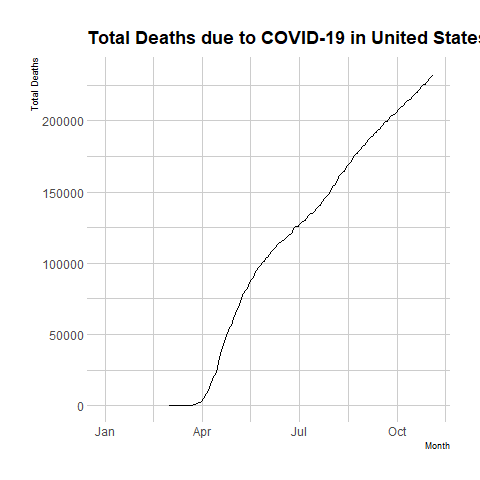 Total Deaths due to COVID-19 in United States
Total Deaths
200000
150000
100000
50000
0
Jan Apr Jul Oct
Month